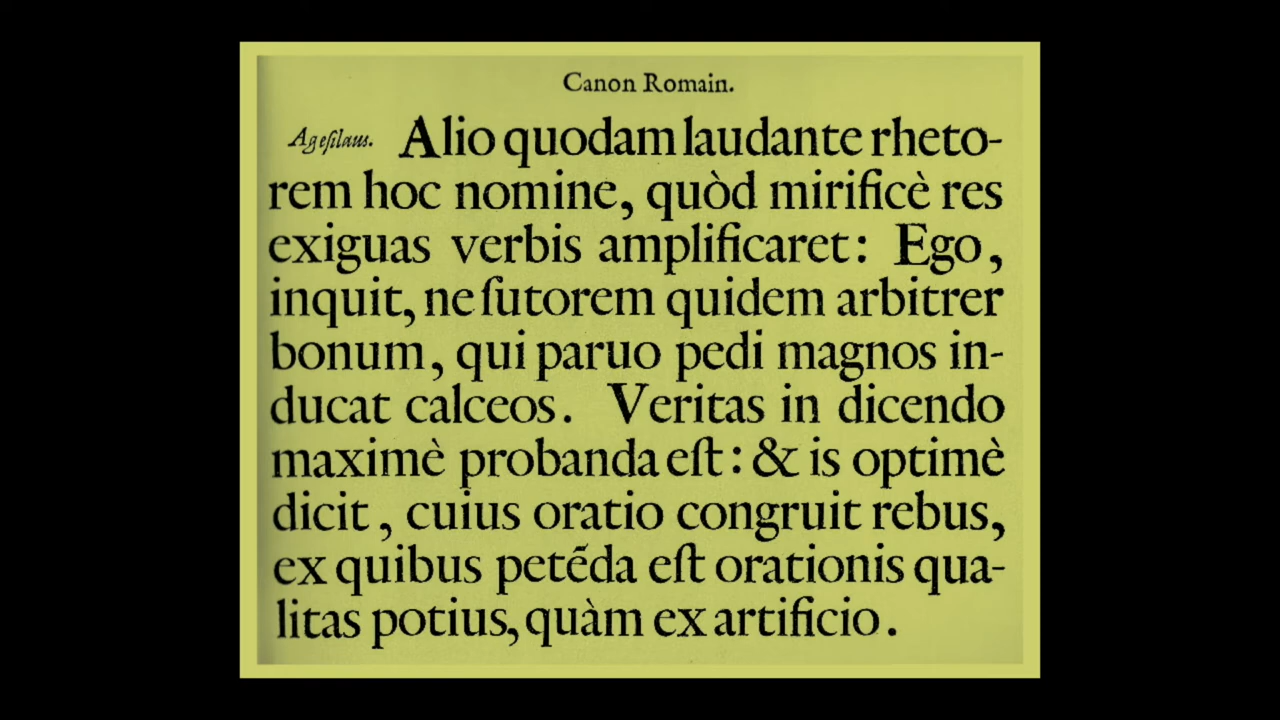 Canon Romain.
Ageſilaus. Alio quodam laudante rheto-
rem hoc nomine, quòd mirificè res
exiguas verbis amplificaret: Ego,
inquit, ne ſutorem quidem arbitrer
bonum, qui paruo pedi magnos in-
ducat calceos. Veritas in dicendo
maximè probanda eſt: & is optimè
dicit, cuius oratio congruit rebus,
ex quibus petẽda eſt orationis qua-
litas potius, quàm ex artificio.